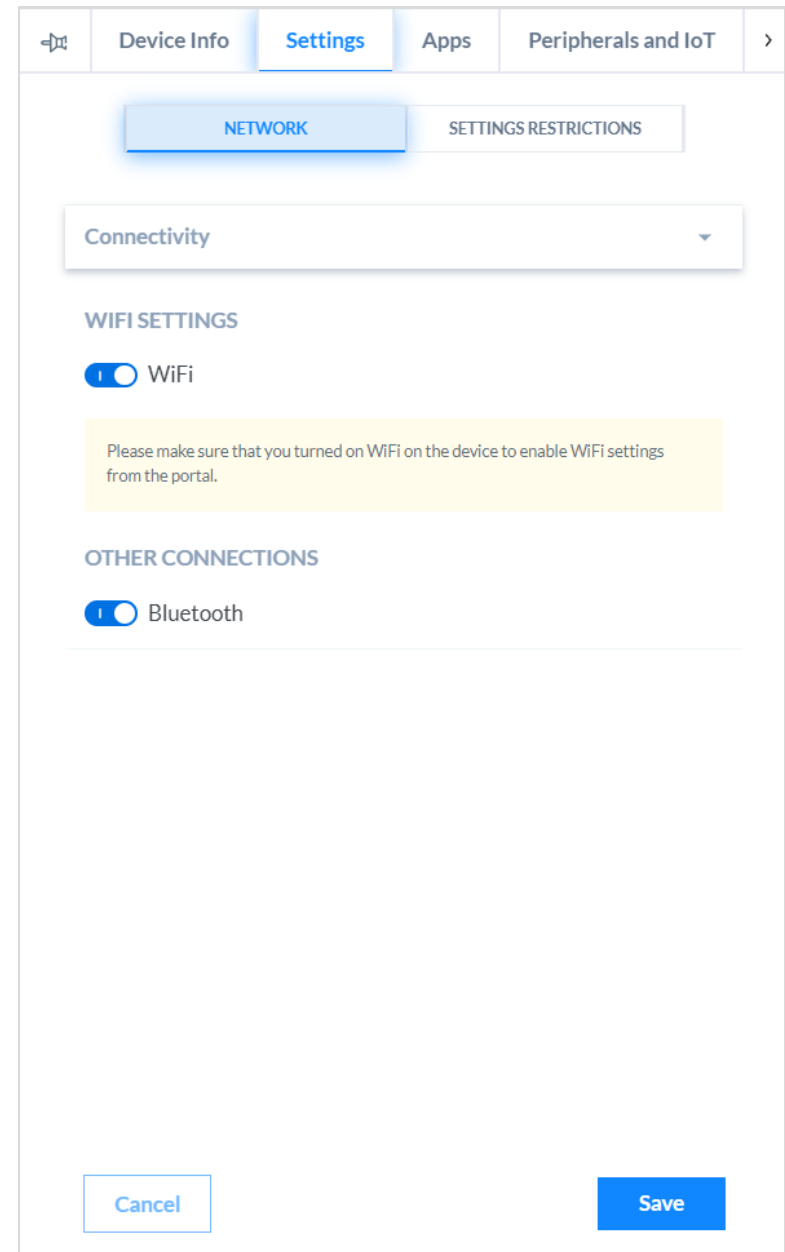 Device Info Settings Apps Peripherals and IoT
NETWORK SETTINGS RESTRICTIONS
Connectivity
WIFI SETTINGS
WiFi
Please make sure that you turned on WiFi on the device to enable WiFi settings
from the portal.
OTHER CONNECTIONS
Bluetooth
Cancel Save